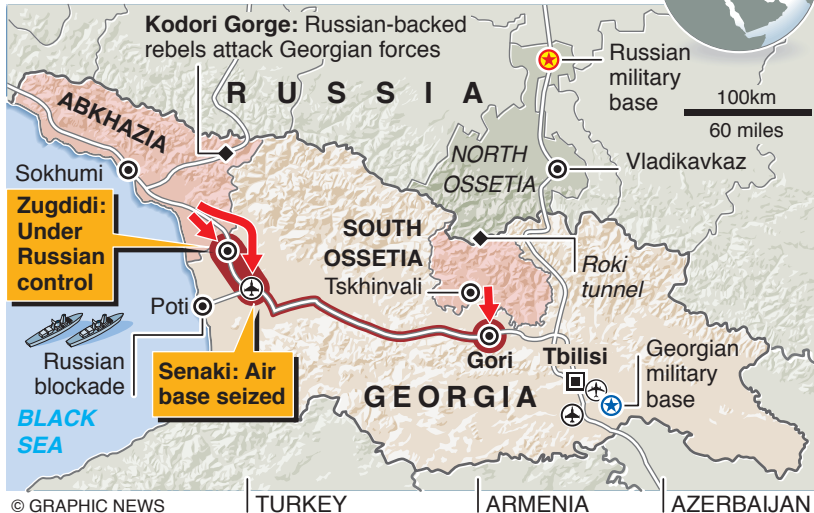 Kodori Gorge: Russian-backed
rebels attack Georgian forces
RUSSIA
Russian
military
base
100km
60 miles
ABKHAZIA
NORTH
OSSETIA
Vladikavkaz
Sokhumi
Zugdidi:
Under
Russian
control
SOUTH
OSSETIA
Tskhinvali
Roki
tunnel
Poti
Russian
blockade
Senaki: Air
base seized
Gori
Tbilisi
Georgian
military
base
GEORGIA
BLACK
SEA
© GRAPHIC NEWS
TURKEY
ARMENIA
AZERBAIJAN